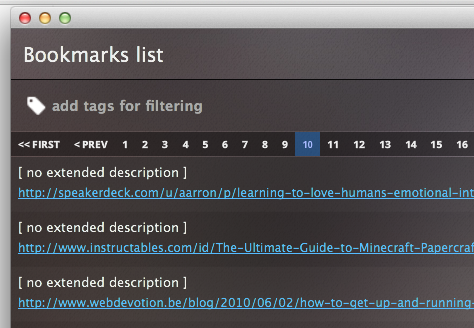 Bookmarks list
add tags for filtering
<< FIRST < PREV 1 2 3 4 5 6 7 8 9 10 11 12 13 14 15 16
[ no extended description ]
http://speakerdeck.com/u/aarron/p/learning-to-love-humans-emotional-int
[ no extended description ]
http://www.instructables.com/id/The-Ultimate-Guide-to-Minecraft-Papercraf
[ no extended description ]
http://www.webdevotion.be/blog/2010/06/02/how-to-get-up-and-running-